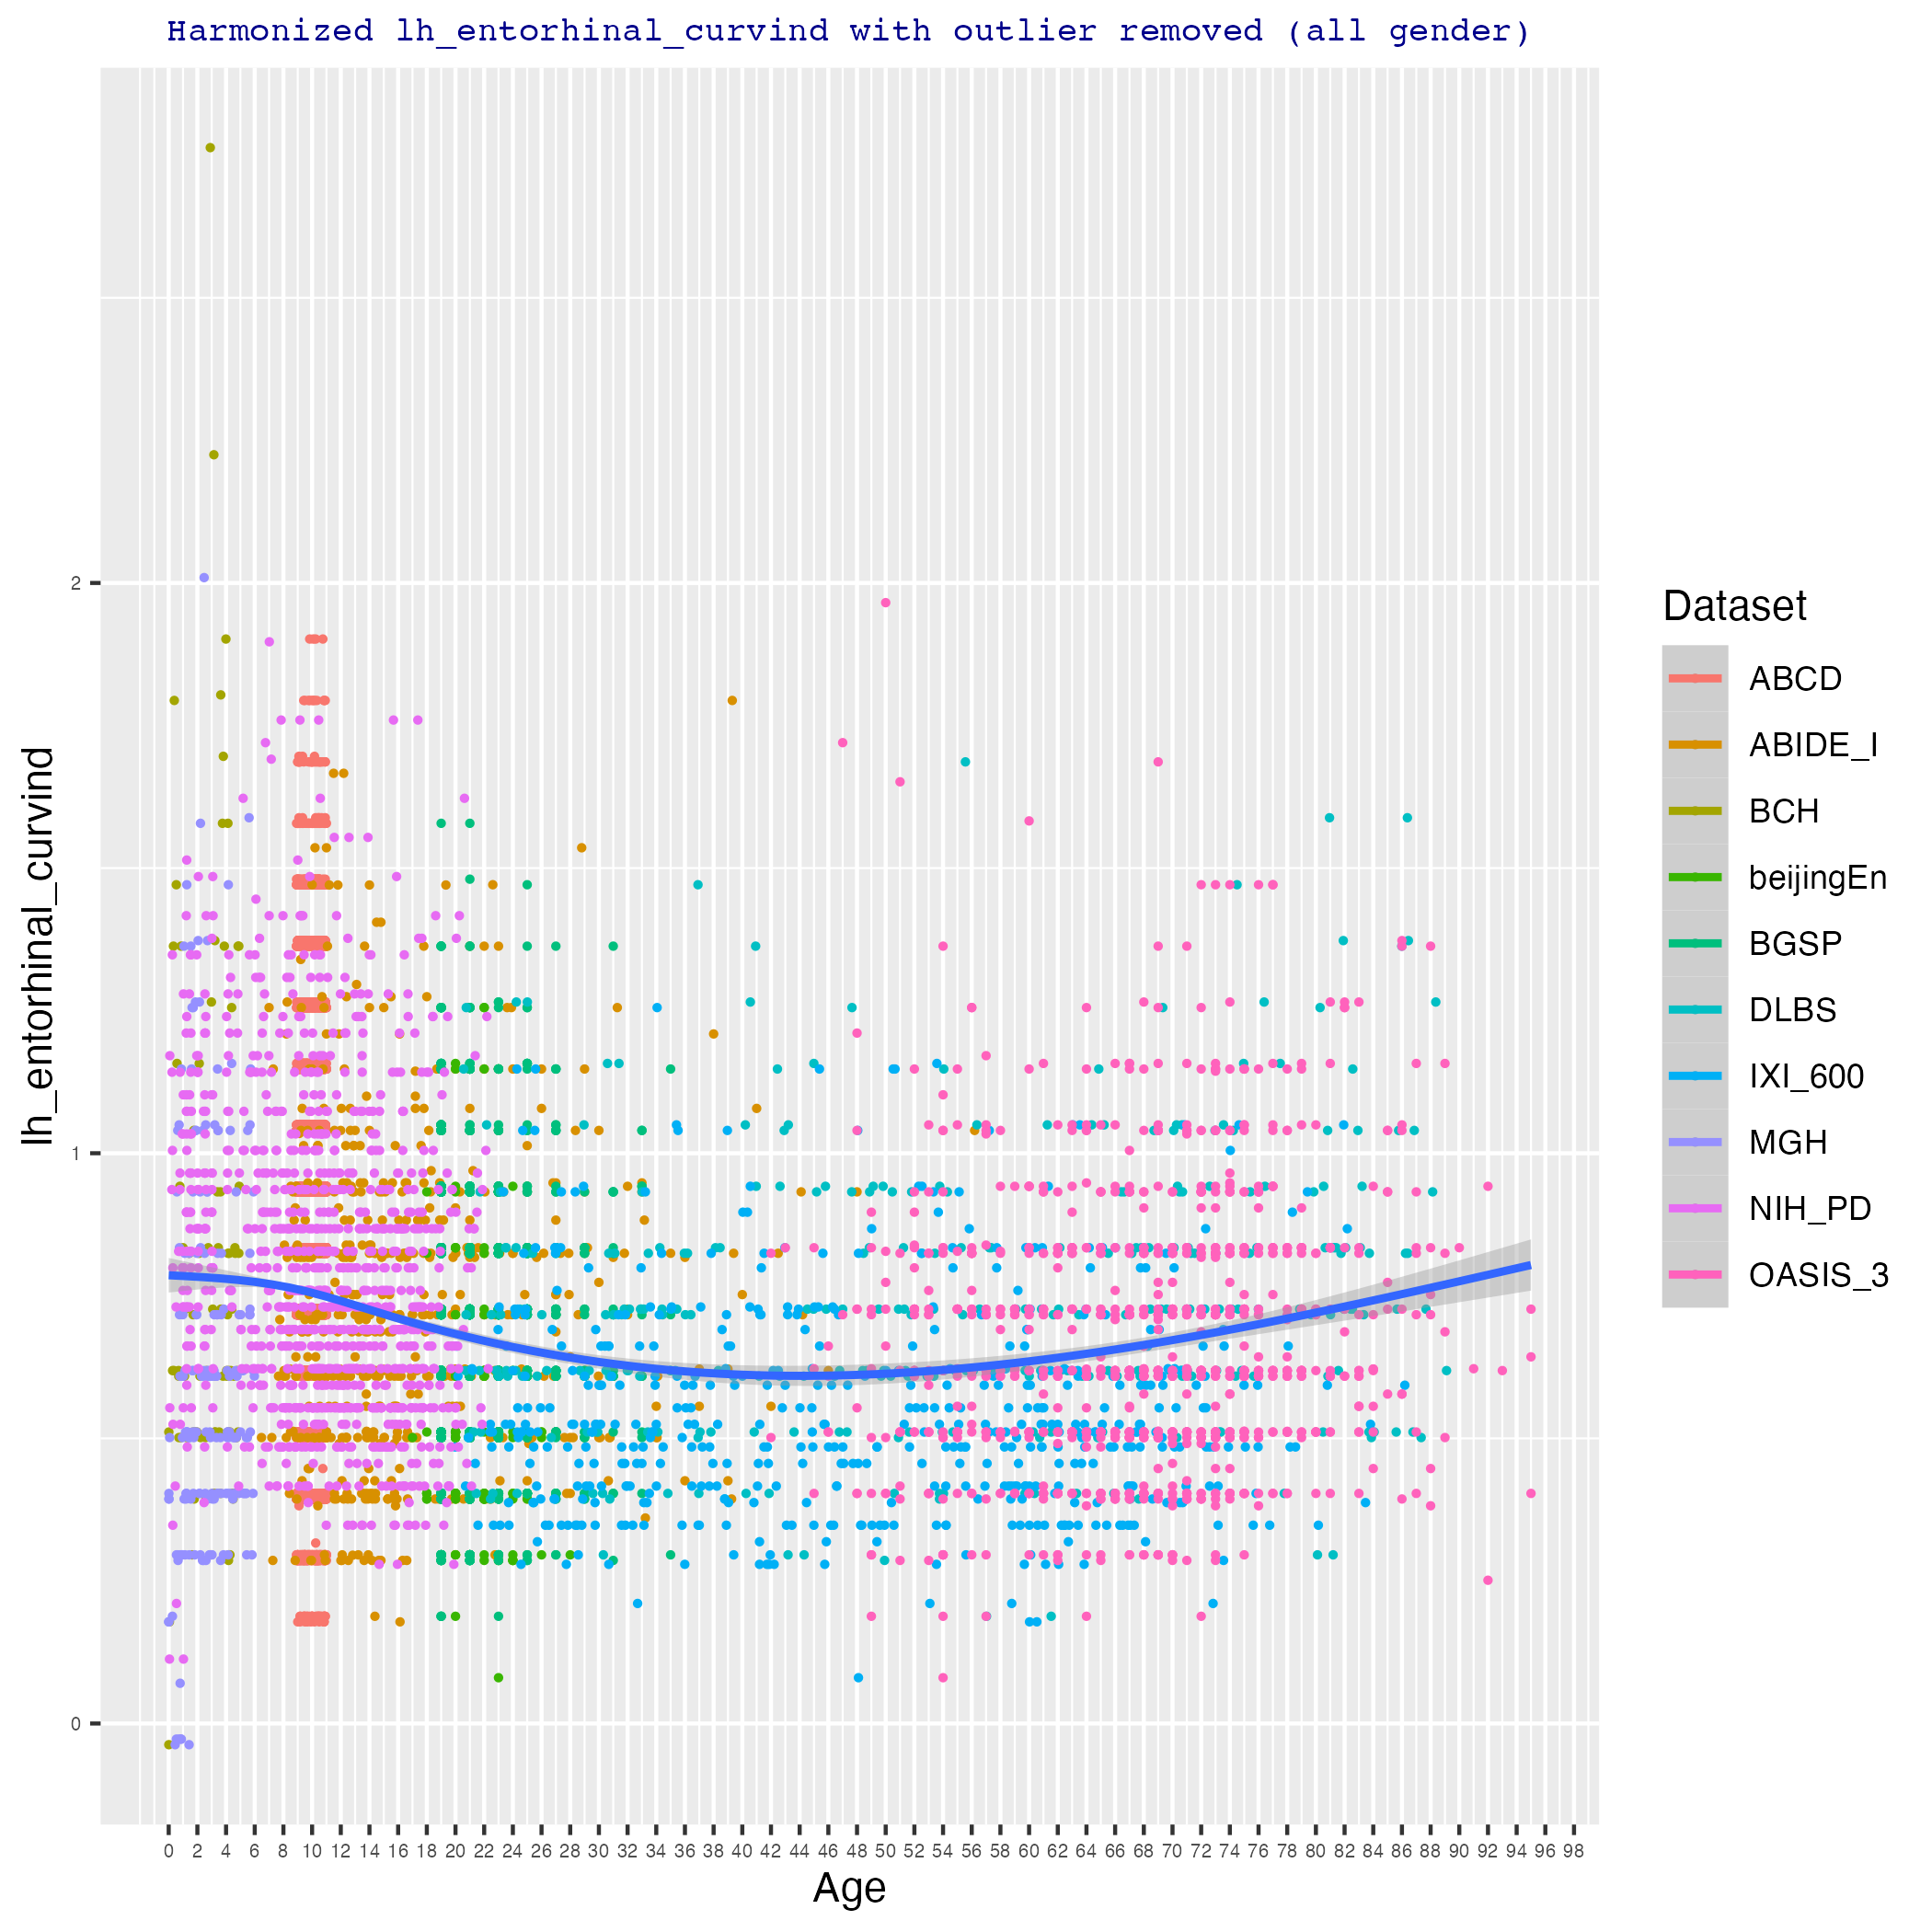 Harmonized lh_entorhinal_curvind with outlier removed (all gender)
lh_entorhinal_curvind
2
1
0
0 2 4 6 8 10 12 14 16 18 20 22 24 26 28 30 32 34 36 38 40 42 44 46 48 50 52 54 56 58 60 62 64 66 68 70 72 74 76 78 80 82 84 86 88 90 92 94 96 98
Age
Dataset
ABCD
ABIDE_I
BCH
beijingEn
BGSP
DLBS
IXI_600
MGH
NIH_PD
OASIS_3